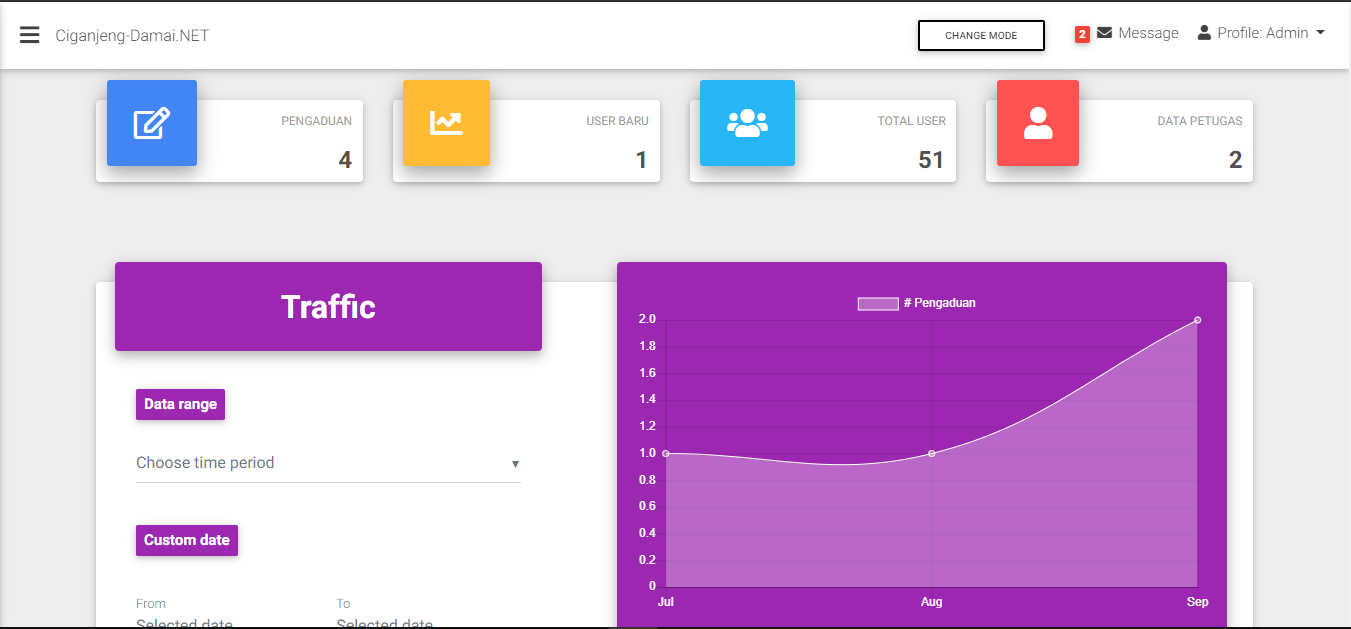 Ciganjeng-Damai.NET
CHANGE MODE
2
Message
Profile: Admin
PENGADUAN
4
USER BARU
1
TOTAL USER
51
DATA PETUGAS
2
Traffic
Data range
Choose time period
Custom date
From
To
Selected date
Selected date
# Pengaduan
2.0
1.8
1.6
1.4
1.2
1.0
0.8
0.6
0.4
0.2
0
Jul
Aug
Sep